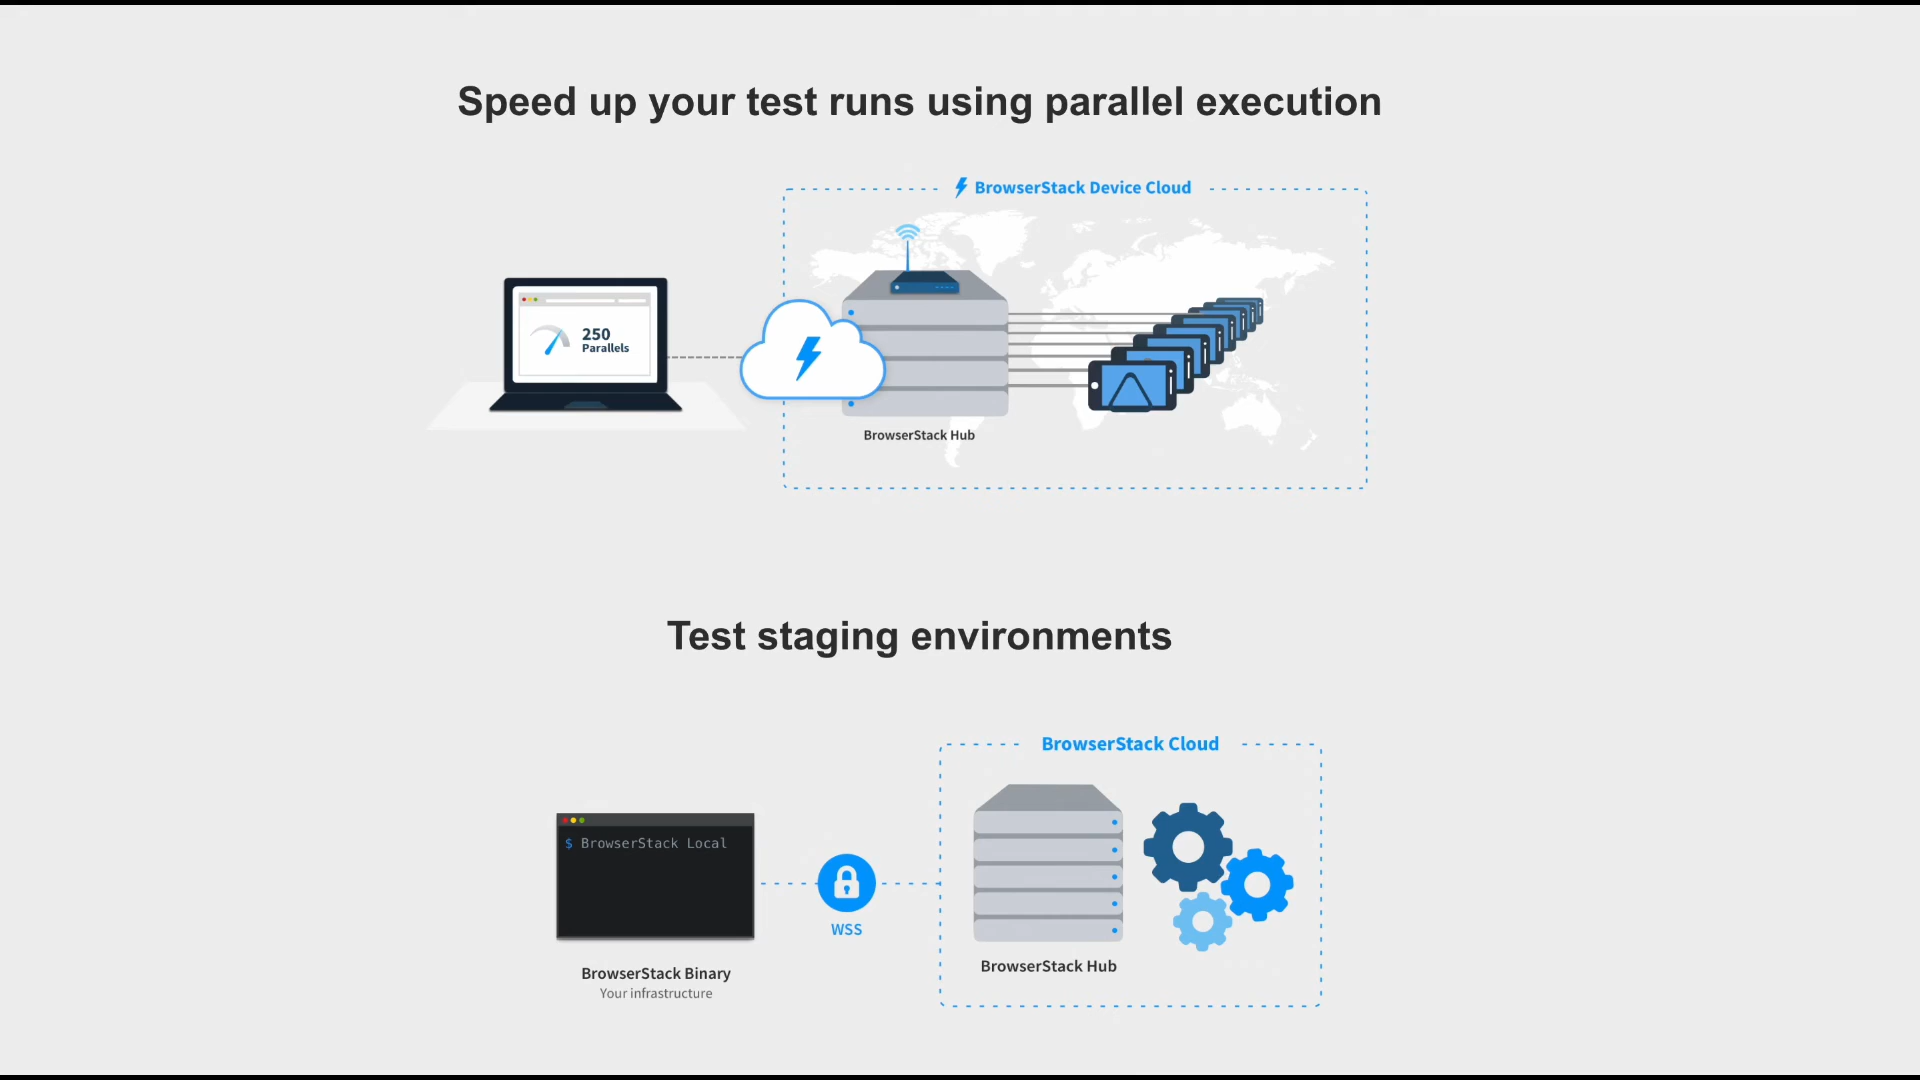 Speed up your test runs using parallel execution
BrowserStack Device Cloud
250
Parallels
BrowserStack Hub
Test staging environments
BrowserStack Cloud
$ BrowserStack Local
WSS
BrowserStack Hub
BrowserStack Binary
Your infrastructure